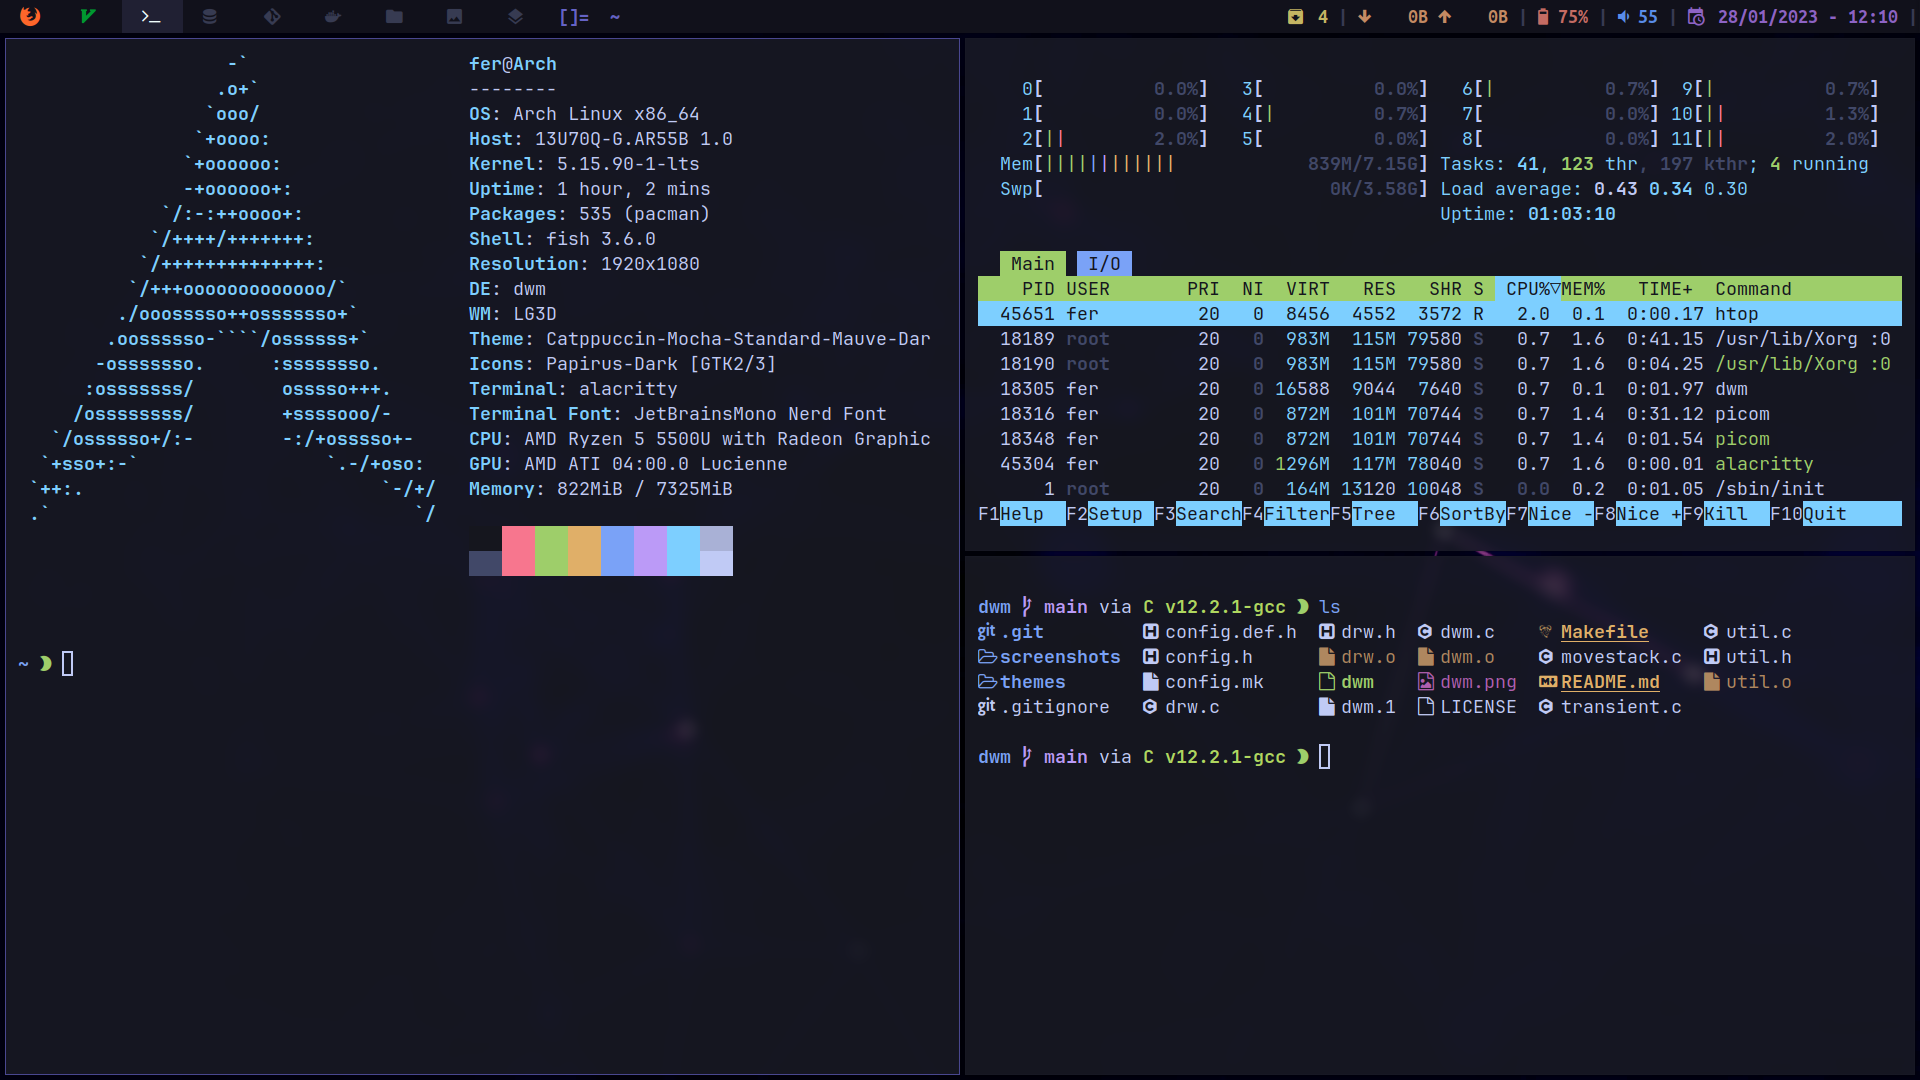 []= ~ 4 | 0B 0B | 75% | 55 | 28/01/2023 - 12:10 |
-`
.o+`
`ooo/
`+oooo:
`+oooooo:
-+oooooo+:
`/:-:++oooo+:
`/++++/+++++++:
`/++++++++++++++:
`/+++ooooooooooooo/`
./ooosssso++osssssso+`
.oossssso-````/ossssss+`
-osssssso.      :ssssssso.
:osssssss/        osssso+++.
/ossssssss/        +ssssooo/-
`/ossssso+/:-        -:/+osssso+-
`+sso+:-`                 `.-/+oso:
`++:.                           `-/+/
.`                                 `/
fer@Arch
--------
OS: Arch Linux x86_64
Host: 13U70Q-G.AR55B 1.0
Kernel: 5.15.90-1-lts
Uptime: 1 hour, 2 mins
Packages: 535 (pacman)
Shell: fish 3.6.0
Resolution: 1920x1080
DE: dwm
WM: LG3D
Theme: Catppuccin-Mocha-Standard-Mauve-Dar
Icons: Papirus-Dark [GTK2/3]
Terminal: alacritty
Terminal Font: JetBrainsMono Nerd Font
CPU: AMD Ryzen 5 5500U with Radeon Graphic
GPU: AMD ATI 04:00.0 Lucienne
Memory: 822MiB / 7325MiB
~
0[ 0.0%] 3[ 0.0%] 6[| 0.7%] 9[| 0.7%]
1[ 0.0%] 4[| 0.7%] 7[ 0.0%] 10[|| 1.3%]
2[|| 2.0%] 5[ 0.0%] 8[ 0.0%] 11[|| 2.0%]
Mem[|||||||||||| 839M/7.15G] Tasks: 41, 123 thr, 197 kthr; 4 running
Swp[ 0K/3.58G] Load average: 0.43 0.34 0.30
Uptime: 01:03:10
Main I/O
PID USER PRI NI VIRT RES SHR S CPU%▽MEM% TIME+ Command
45651 fer 20 0 8456 4552 3572 R 2.0 0.1 0:00.17 htop
18189 root 20 0 983M 115M 79580 S 0.7 1.6 0:41.15 /usr/lib/Xorg :0
18190 root 20 0 983M 115M 79580 S 0.7 1.6 0:04.25 /usr/lib/Xorg :0
18305 fer 20 0 16588 9044 7640 S 0.7 0.1 0:01.97 dwm
18316 fer 20 0 872M 101M 70744 S 0.7 1.4 0:31.12 picom
18348 fer 20 0 872M 101M 70744 S 0.7 1.4 0:01.54 picom
45304 fer 20 0 1296M 117M 78040 S 0.7 1.6 0:00.01 alacritty
1 root 20 0 164M 13120 10048 S 0.0 0.2 0:01.05 /sbin/init
F1Help F2Setup F3SearchF4FilterF5Tree F6SortByF7Nice -F8Nice +F9Kill F10Quit
dwm main via C v12.2.1-gcc ls
git .git config.def.h drw.h dwm.c Makefile util.c
screenshots config.h drw.o dwm.o movestack.c util.h
themes config.mk dwm dwm.png README.md util.o
git .gitignore drw.c dwm.1 LICENSE transient.c
dwm main via C v12.2.1-gcc